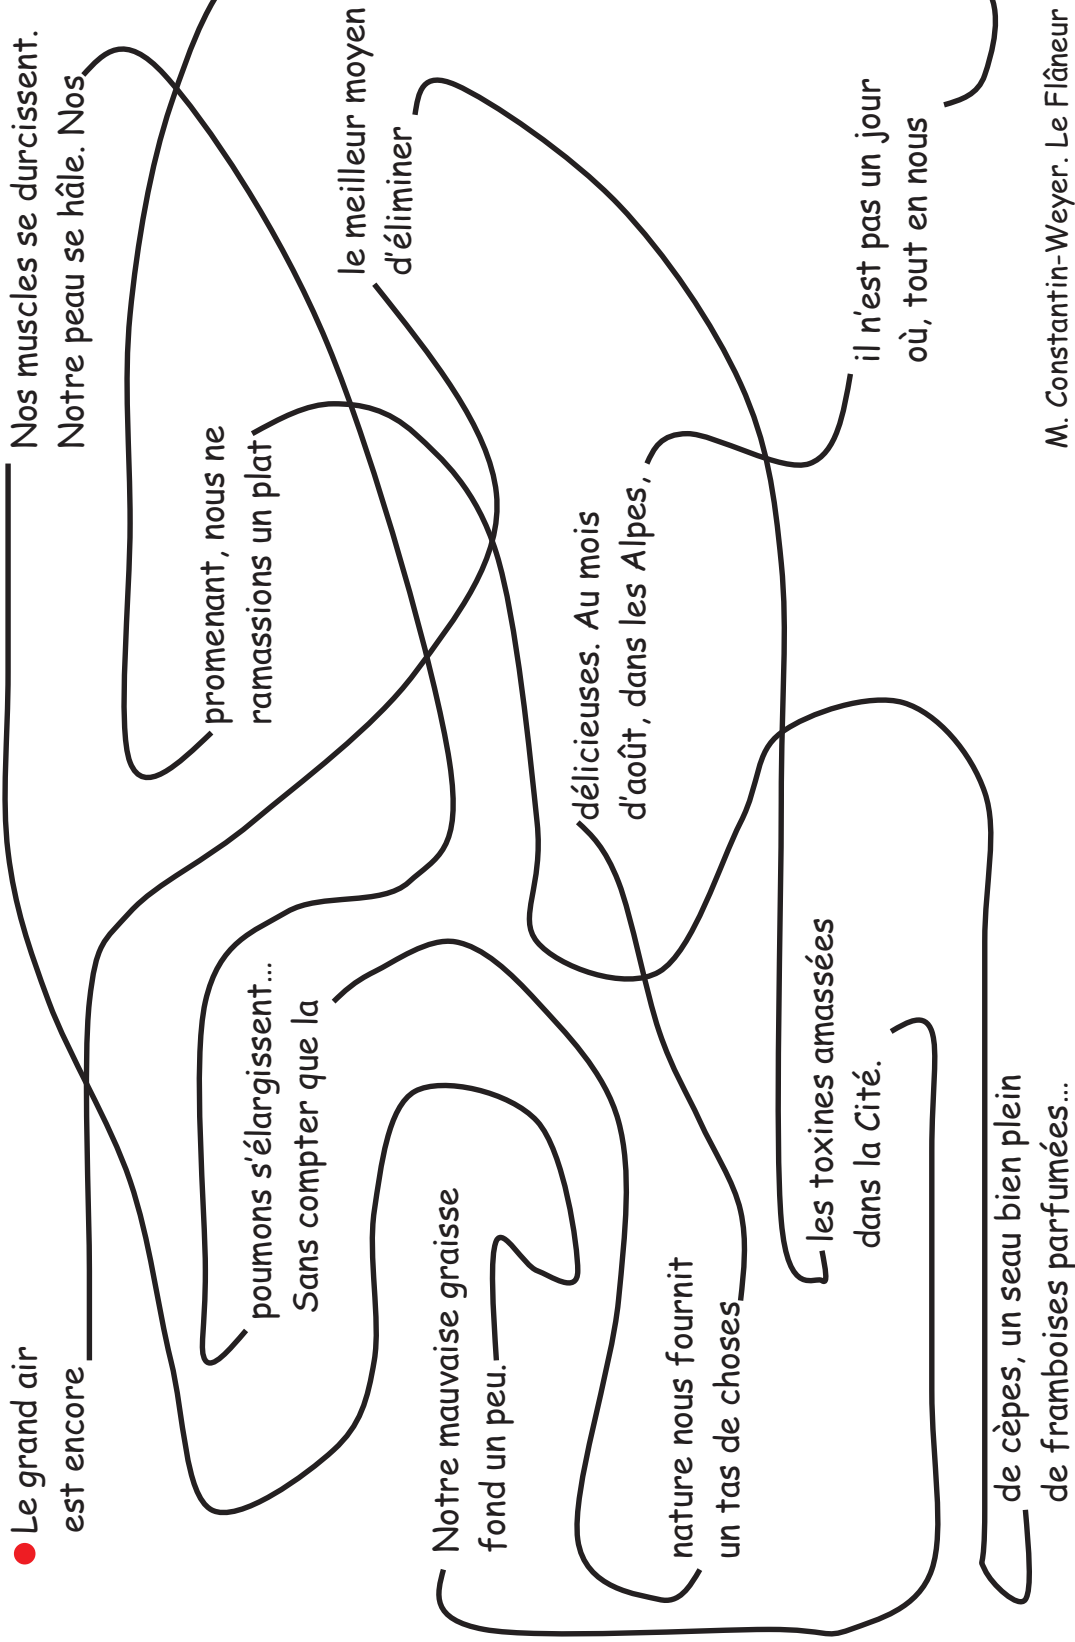 Le grand air
est encore
le meilleur moyen
d'éliminer
les toxines amassées
dans la Cité.
Notre mauvaise graisse
fond un peu.
Nos muscles se durcissent.
Notre peau se hâle. Nos
poumons s'élargissent...
Sans compter que la
nature nous fournit
un tas de choses
délicieuses. Au mois
d'août, dans les Alpes,
il n'est pas un jour
où, tout en nous
promenant, nous ne
ramassions un plat
de cèpes, un seau bien plein
de framboises parfumées...
M. Constantin-Weyer. Le Flâneur